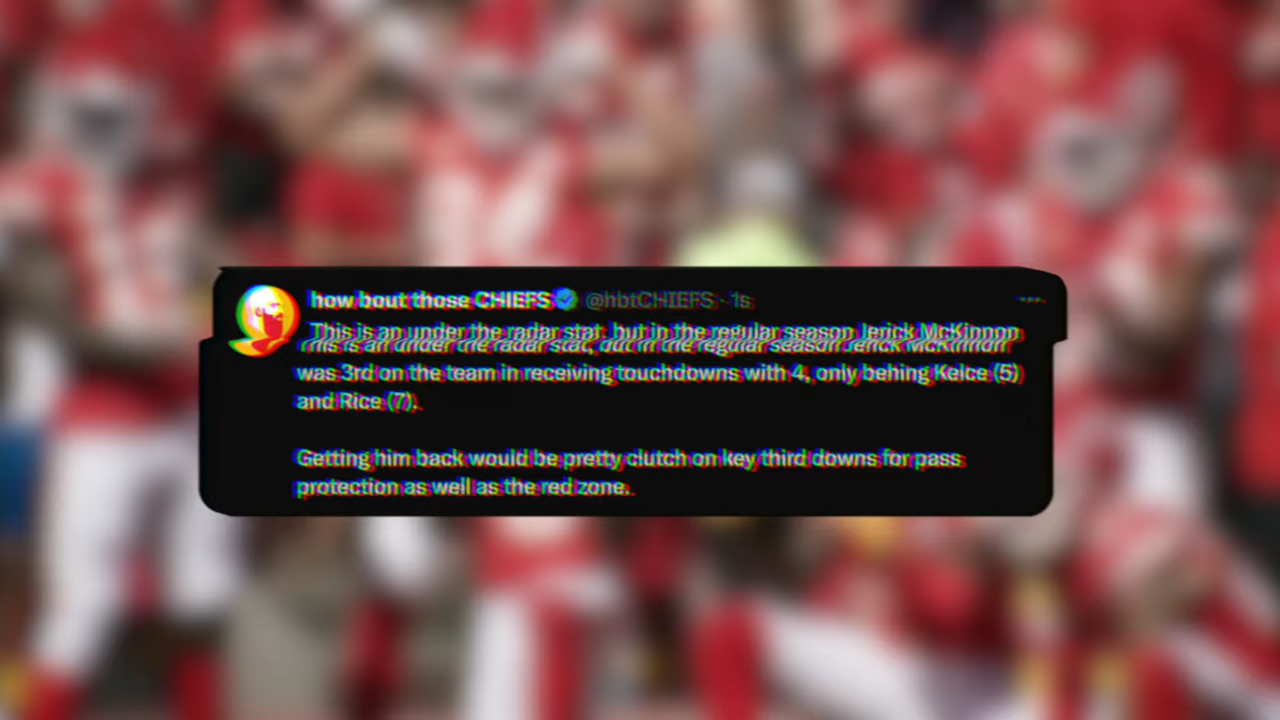 how bout those CHIEFS @hbtCHIEFS · 1s
This is an under the radar stat, but in the regular season Jerick McKinnon
was 3rd on the team in receiving touchdowns with 4, only behing Kelce (5)
and Rice (7).
Getting him back would be pretty clutch on key third downs for pass
protection as well as the red zone.